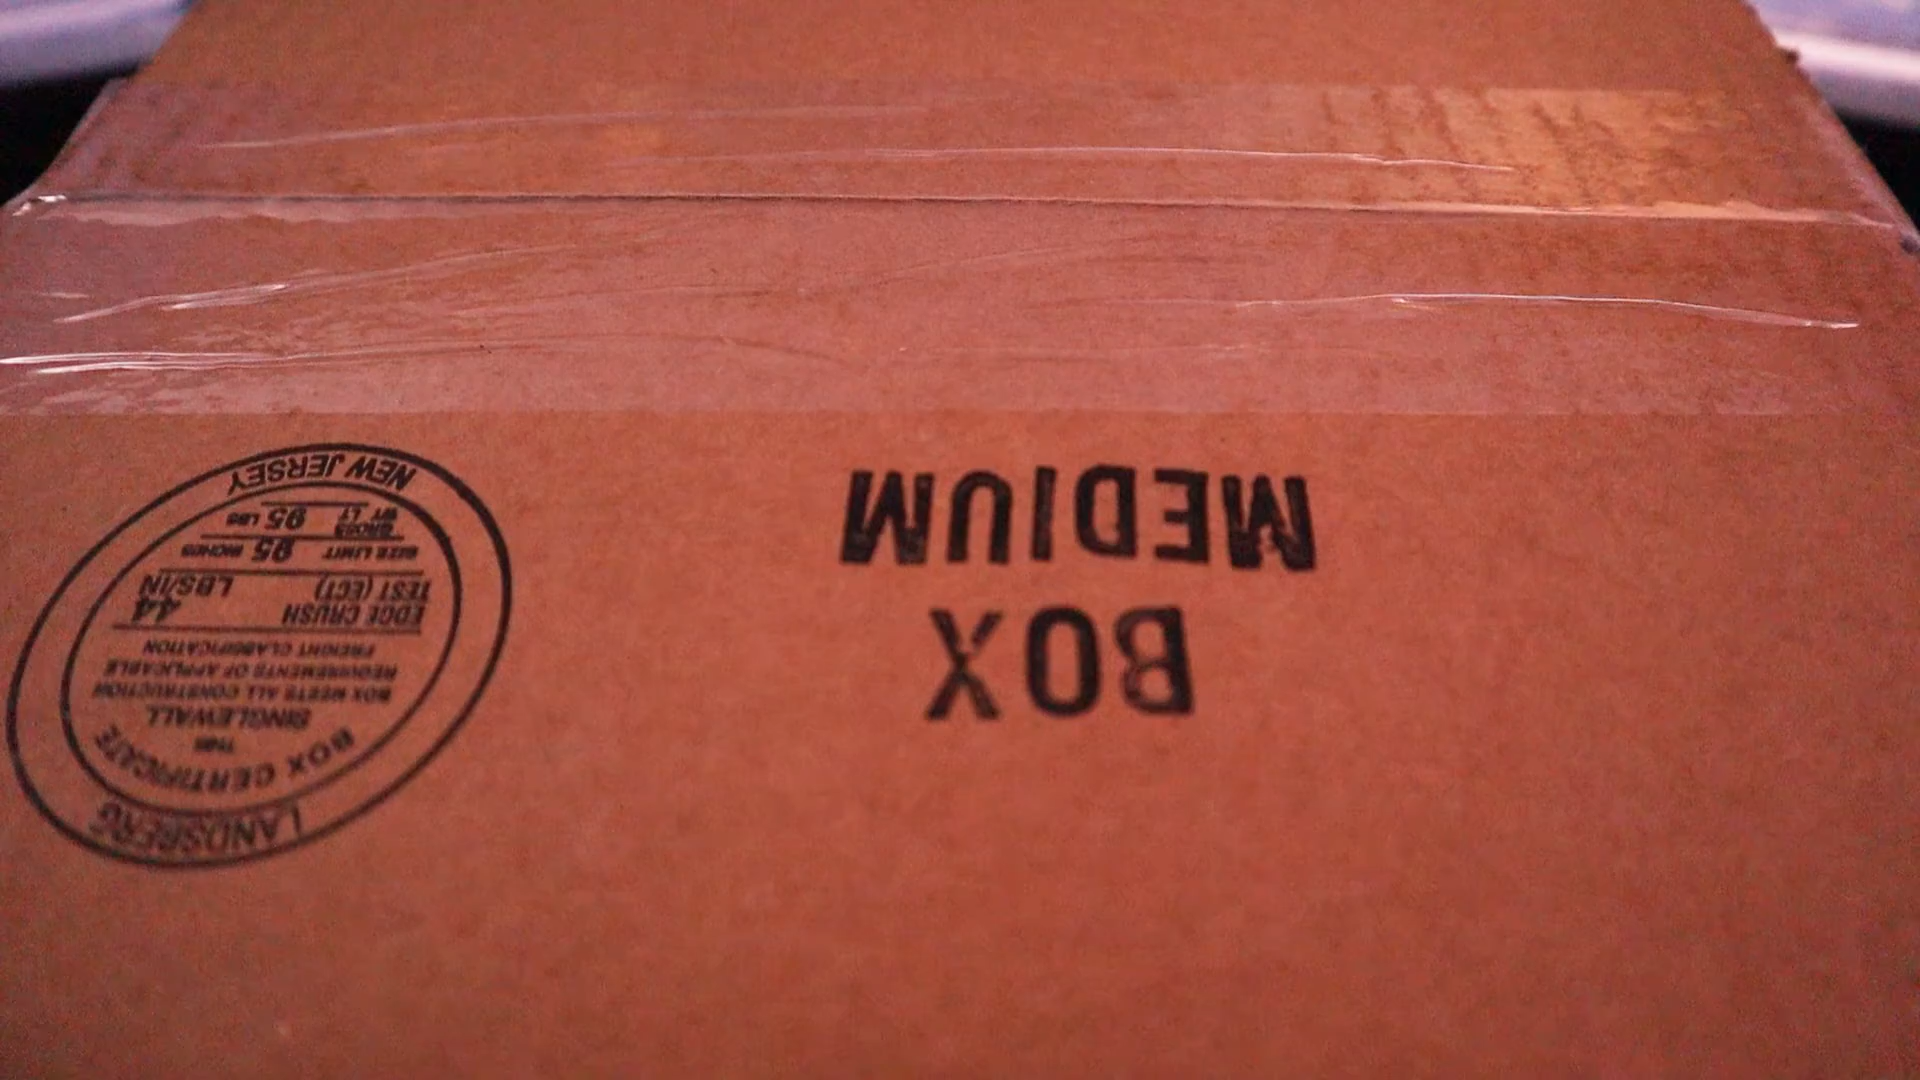 BOX
MEDIUM
LANDSBERG
BOX CERTIFICATE
THIS
SINGLEWALL
BOX MEETS ALL CONSTRUCTION
REQUIREMENTS OF APPLICABLE
FREIGHT CLASSIFICATION
EDGE CRUSH
TEST (ECT) 44 LBS/IN
SIZE LIMIT 95 INCHES
GROSS
WT LT 95 LBS
NEW JERSEY